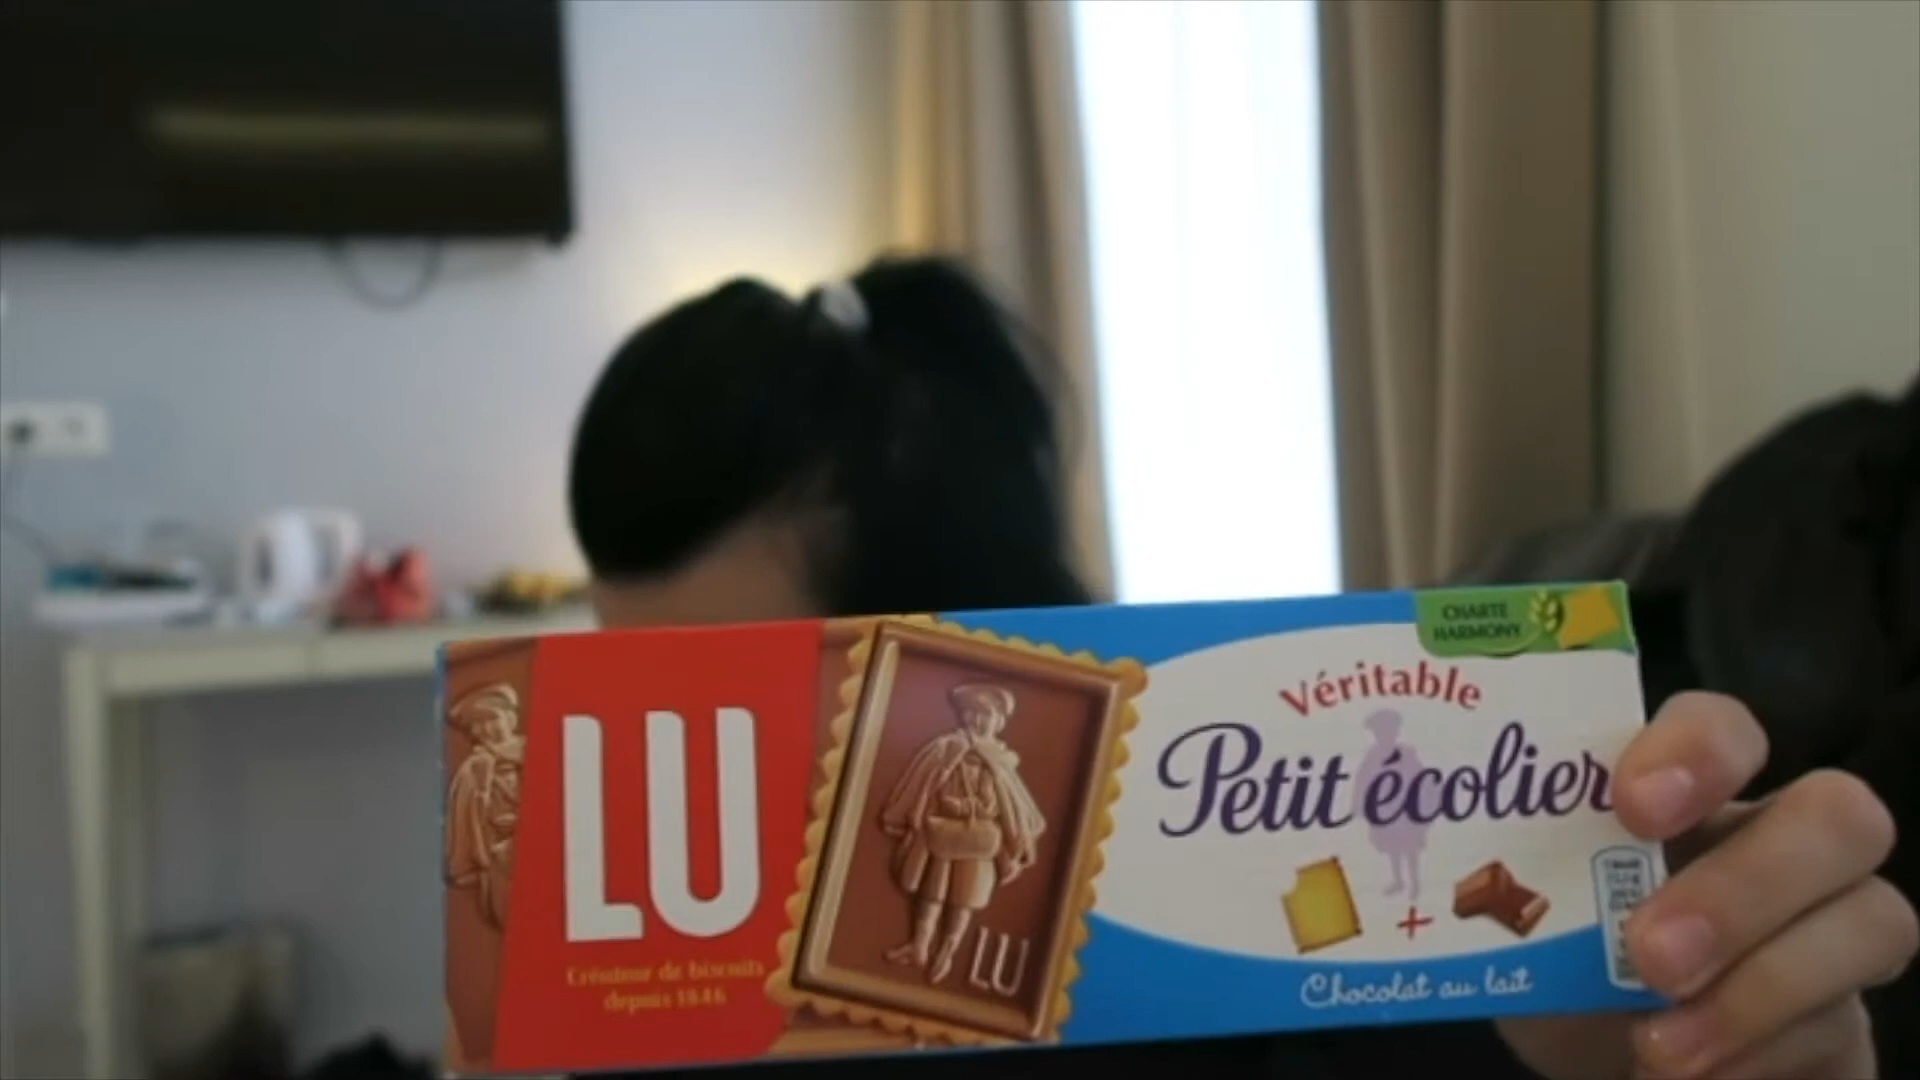 LU
Créateur de biscuits
depuis 1846
LU
CHARTE
HARMONY
Véritable
Petit écolier
+
Chocolat au lait